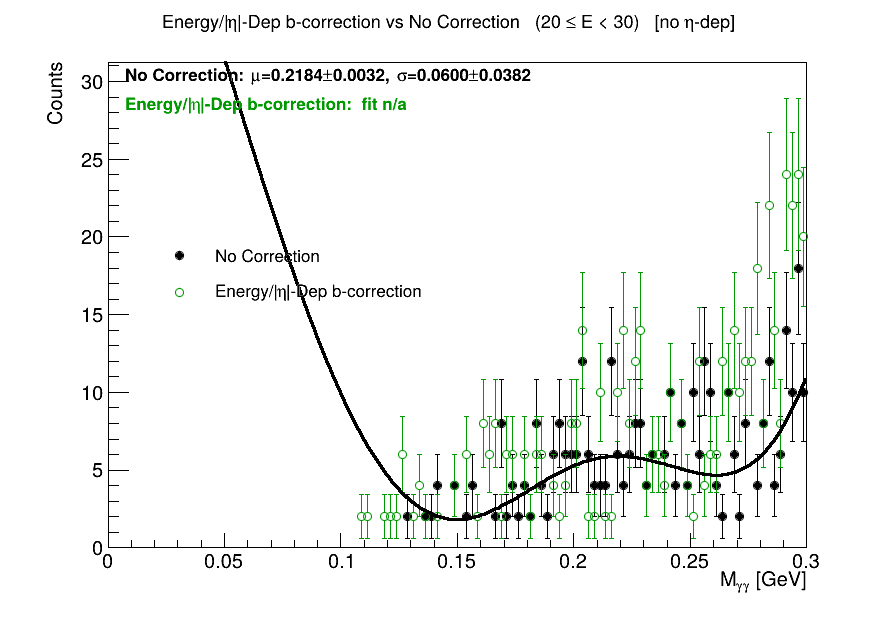 Energy/|η|-Dep b-correction vs No Correction (20 ≤ E < 30) [no η-dep]
Counts
No Correction: μ=0.2184±0.0032, σ=0.0600±0.0382
Energy/|η|-Dep b-correction: fit n/a
No Correction
Energy/|η|-Dep b-correction
30
25
20
15
10
5
0
0 0.05 0.1 0.15 0.2 0.25 0.3
Mγγ [GeV]